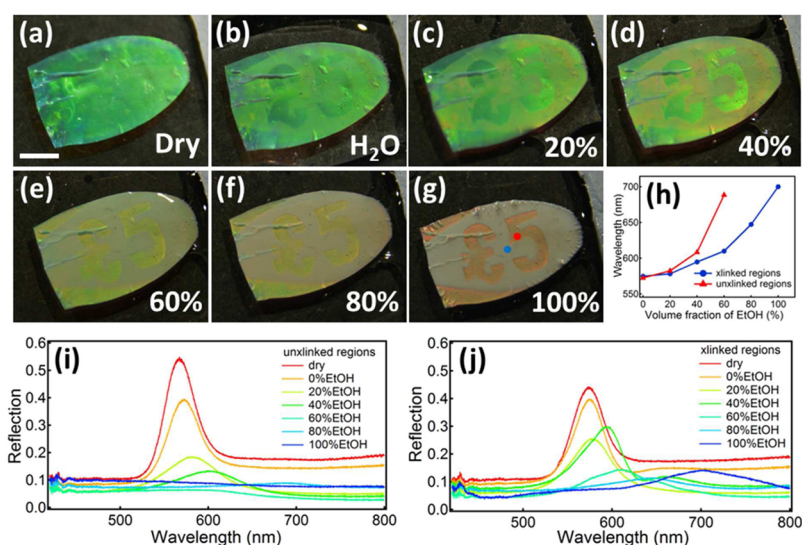 (a)
Dry
(b)
H₂O
(c)
20%
(d)
40%
(e)
60%
(f)
80%
(g)
100%
£5
(h)
Wavelength (nm)
700
650
600
550
xlinked regions
unxlinked regions
0 20 40 60 80 100
Volume fraction of EtOH (%)
(i)
Reflection
0.6
0.5
0.4
0.3
0.2
0.1
0.0
unxlinked regions
dry
0%EtOH
20%EtOH
40%EtOH
60%EtOH
80%EtOH
100%EtOH
500 600 700 800
Wavelength (nm)
(j)
Reflection
0.6
0.5
0.4
0.3
0.2
0.1
0.0
xlinked regions
dry
0%EtOH
20%EtOH
40%EtOH
60%EtOH
80%EtOH
100%EtOH
500 600 700 800
Wavelength (nm)